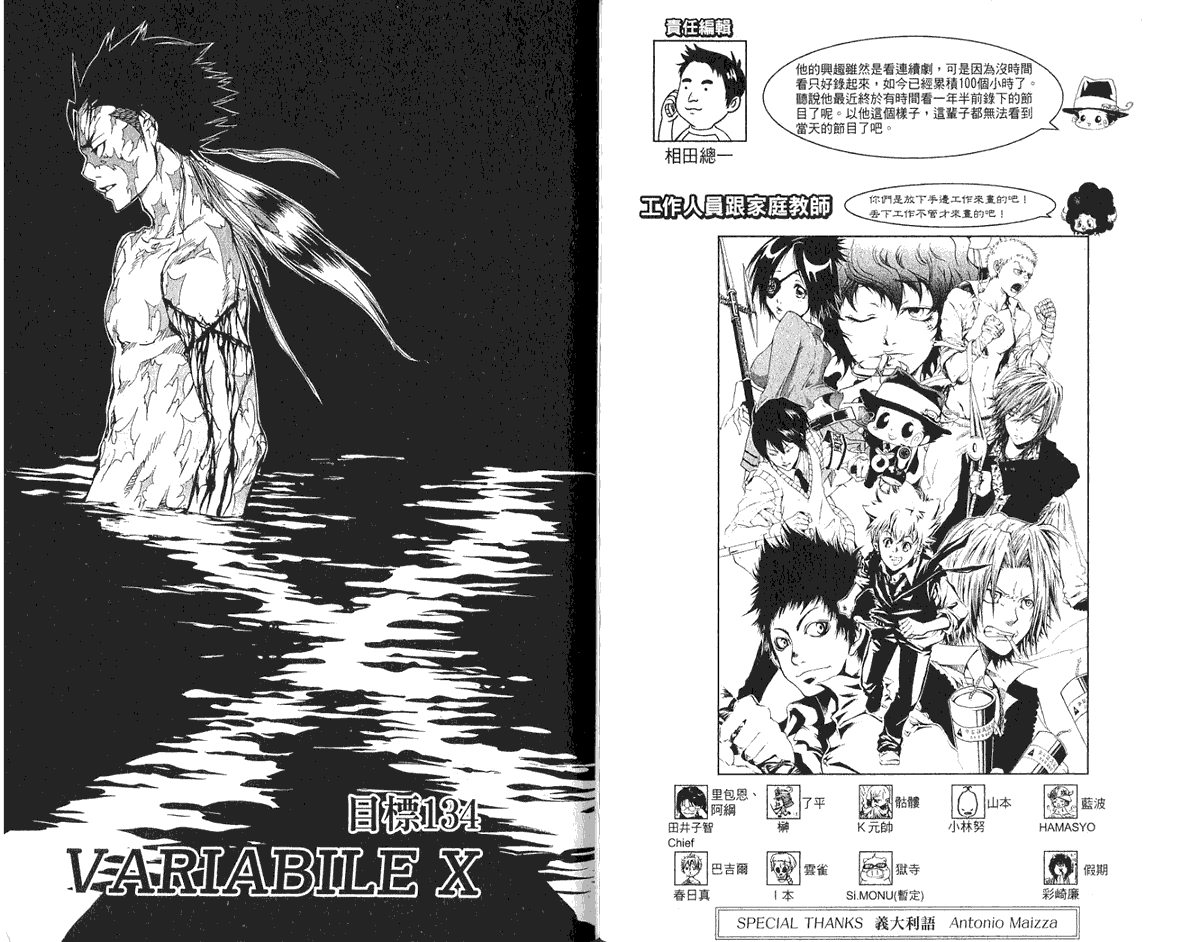 責任編輯
他的興趣雖然是看連續劇，可是因為沒時間
看只好錄起來，如今已經累積100個小時了。
聽說他最近終於有時間看一年半前錄下的節
目了呢。以他這個樣子，這輩子都無法看到
當天的節目了吧。
相田總一
工作人員跟家庭教師
你們是放下手邊工作來畫的吧！
丟下工作不管才來畫的吧！
里包恩、
阿綱
田井子智
Chief
了平
榊
骷髏
K元帥
山本
小林努
藍波
HAMASYO
巴吉爾
春日真
雲雀
I本
獄寺
Si.MONU(暫定)
假期
彩崎廉
SPECIAL THANKS 義大利語 Antonio Maizza
目標134
VARIABILE X